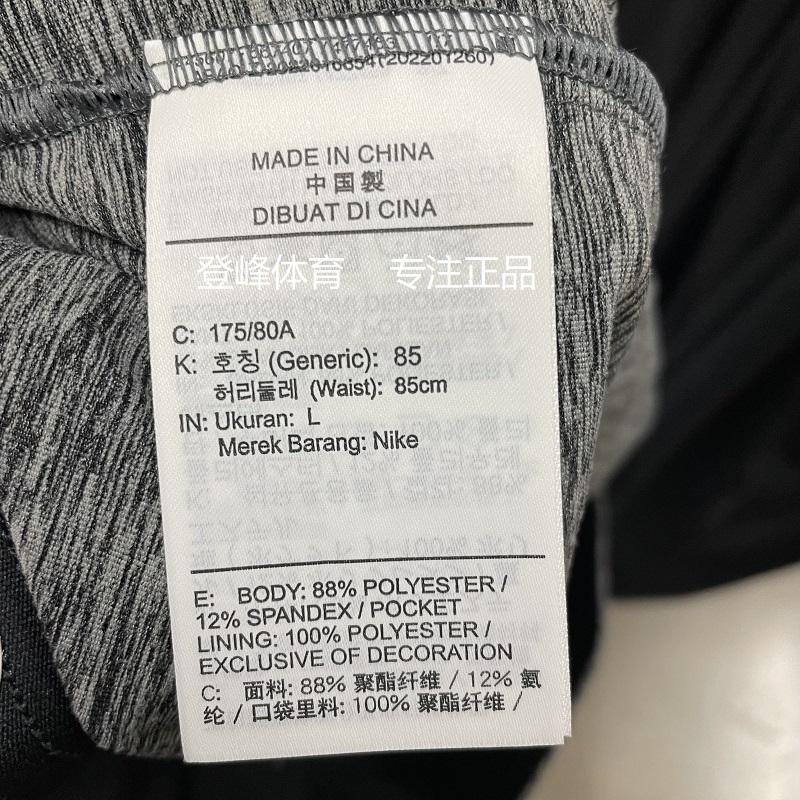 MADE IN CHINA
中国製
DIBUAT DI CINA
登峰体育 专注正品
C: 175/80A
K: 호칭 (Generic): 85
허리둘레 (Waist): 85cm
IN: Ukuran: L
Merek Barang: Nike
E: BODY: 88% POLYESTER /
12% SPANDEX / POCKET
LINING: 100% POLYESTER /
EXCLUSIVE OF DECORATION
C: 面料: 88% 聚酯纤维 / 12% 氨
纶 / 口袋里料: 100% 聚酯纤维 /